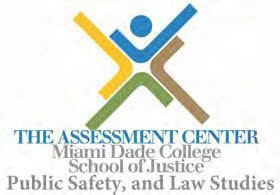 THE ASSESSMENT CENTER
Miami Dade College
School of Justice
Public Safety, and Law Studies